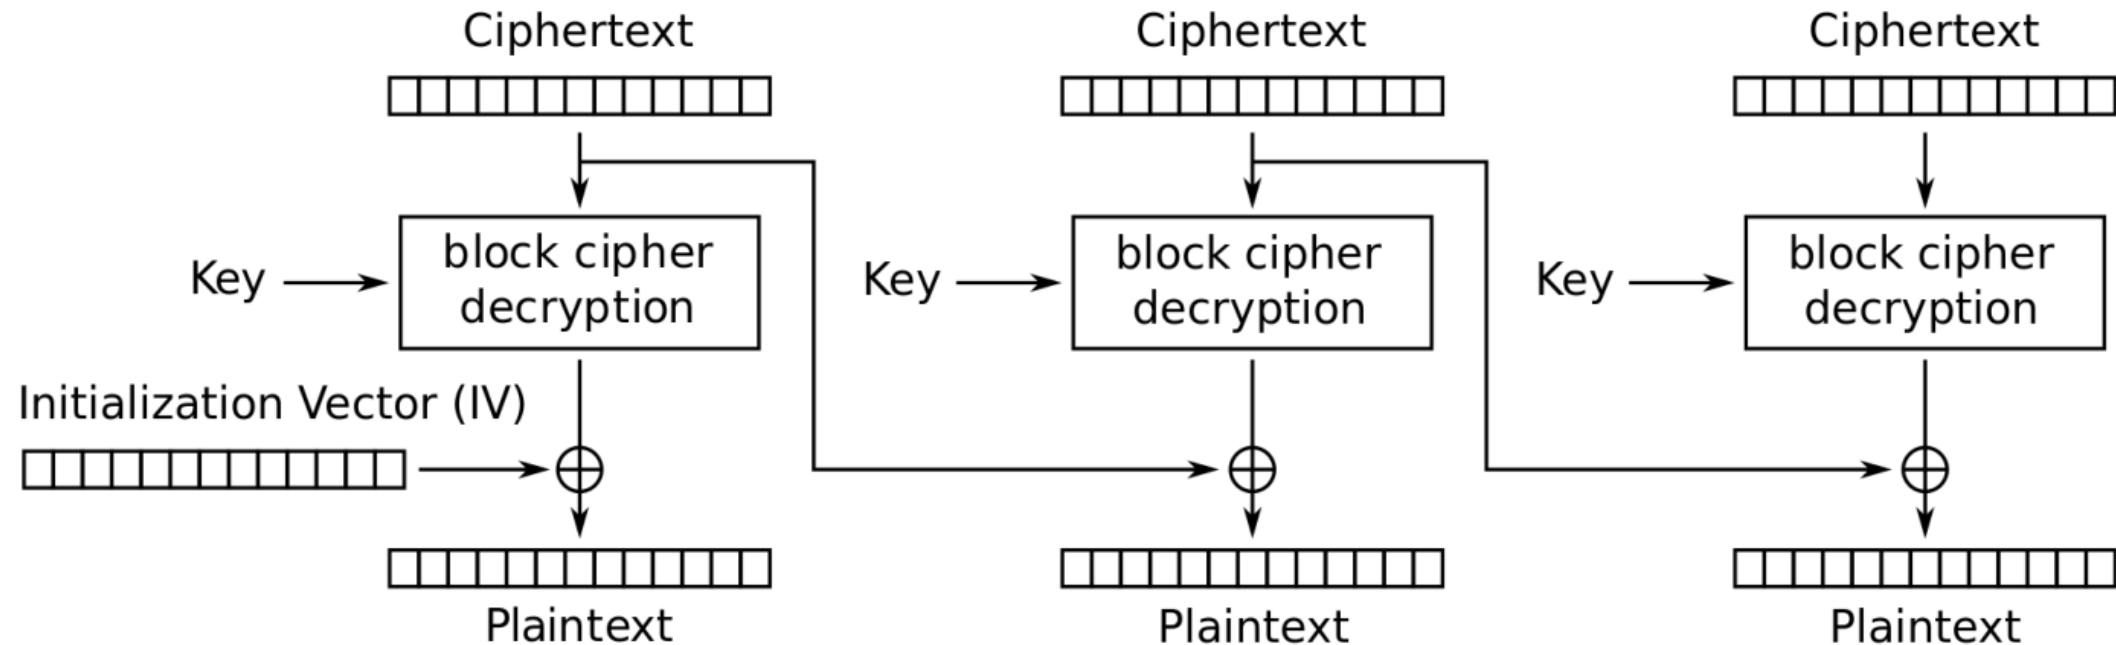 Ciphertext
Ciphertext
Ciphertext
Key
block cipher
decryption
Key
block cipher
decryption
Key
block cipher
decryption
Initialization Vector (IV)
Plaintext
Plaintext
Plaintext